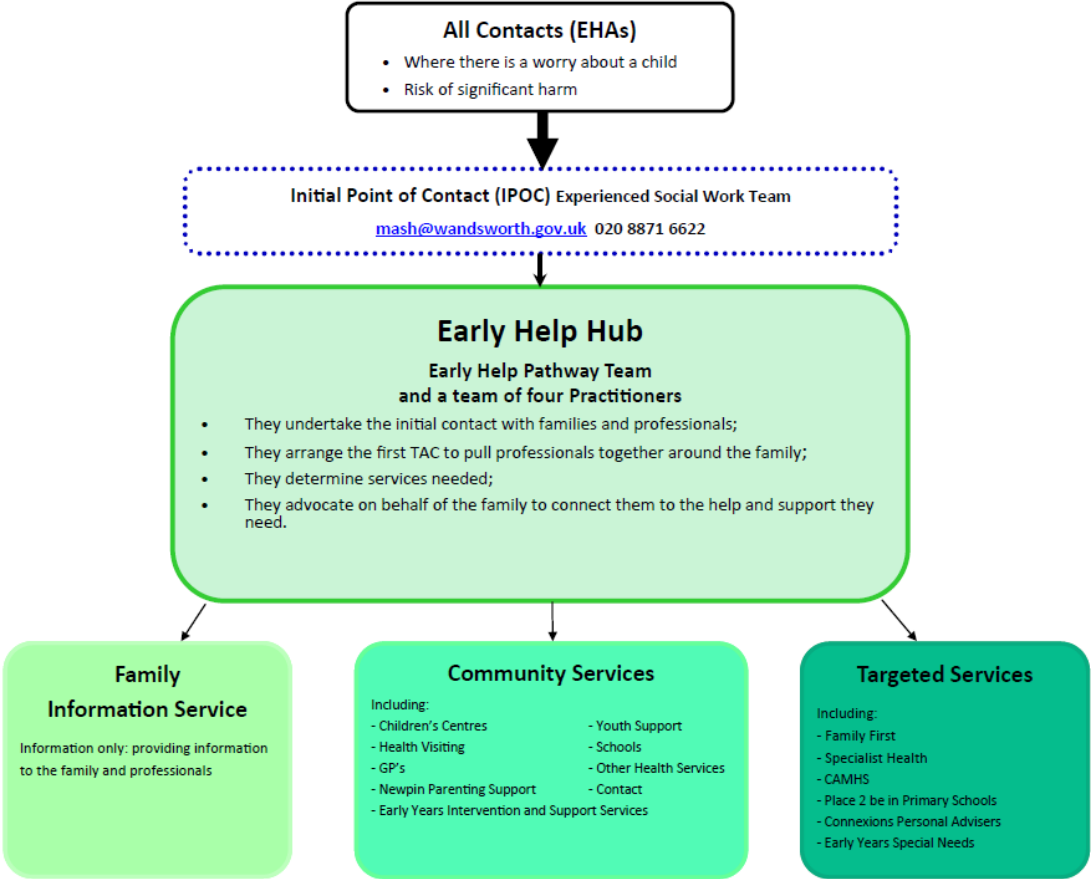 All Contacts (EHAs)
• Where there is a worry about a child
• Risk of significant harm
Initial Point of Contact (IPOC) Experienced Social Work Team
mash@wandsworth.gov.uk 020 8871 6622
Early Help Hub
Early Help Pathway Team
and a team of four Practitioners
• They undertake the initial contact with families and professionals;
• They arrange the first TAC to pull professionals together around the family;
• They determine services needed;
• They advocate on behalf of the family to connect them to the help and support they
need.
Family
Information Service
Information only: providing information
to the family and professionals
Community Services
Including:
- Children's Centres
- Health Visiting
- GP's
- Newpin Parenting Support
- Early Years Intervention and Support Services
- Youth Support
- Schools
- Other Health Services
- Contact
Targeted Services
Including:
- Family First
- Specialist Health
- CAMHS
- Place 2 be in Primary Schools
- Connexions Personal Advisers
- Early Years Special Needs